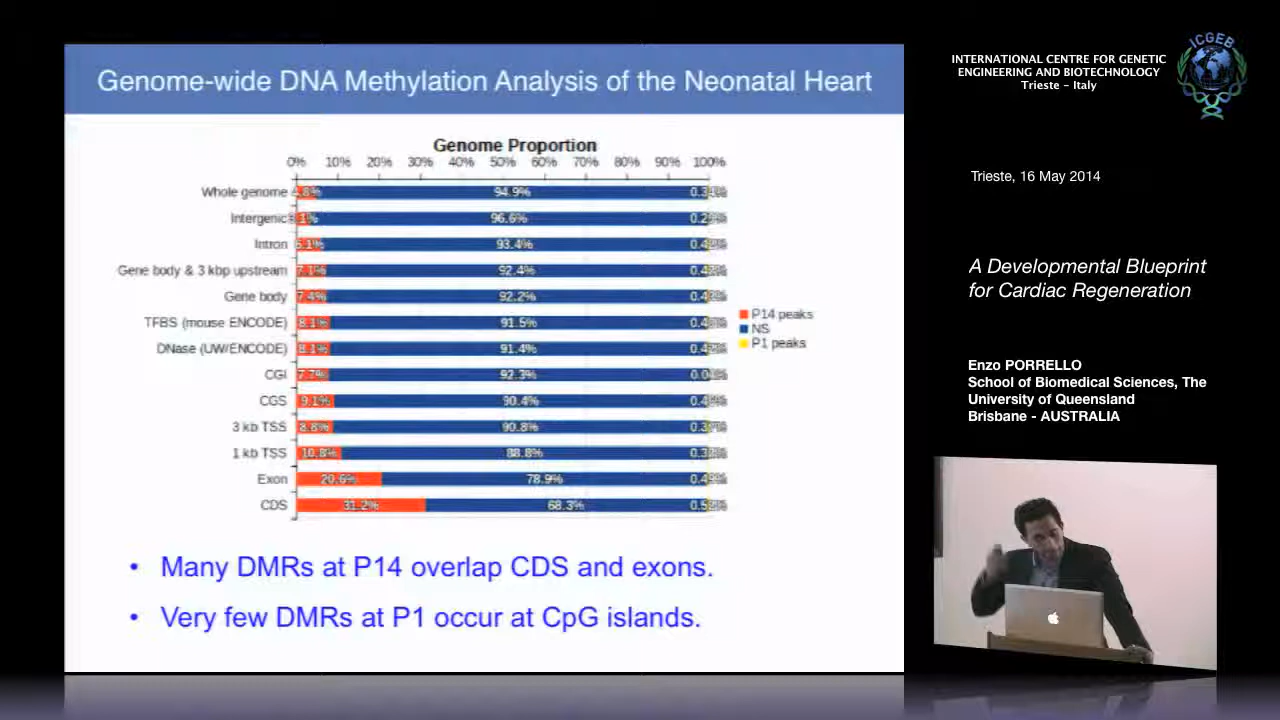 Genome-wide DNA Methylation Analysis of the Neonatal Heart
Genome Proportion
0% 10% 20% 30% 40% 50% 60% 70% 80% 90% 100%
Whole genome 4.8% 94.9%
Intergenic 96.6%
Intron 6.1% 93.4%
Gene body & 3 kbp upstream 7.1% 92.4%
Gene body 7.4% 92.2%
TFBS (mouse ENCODE) 8.1% 91.5%
DNase (UW/ENCODE) 8.1% 91.4%
CGI 7.7% 92.3%
CGS 9.1% 90.4%
3 kb TSS 8.8% 90.8%
1 kb TSS 10.8% 88.8%
Exon 20.6% 78.9%
CDS 31.2% 68.3%
P14 peaks
NS
P1 peaks
• Many DMRs at P14 overlap CDS and exons.
• Very few DMRs at P1 occur at CpG islands.
INTERNATIONAL CENTRE FOR GENETIC
ENGINEERING AND BIOTECHNOLOGY
Trieste - Italy
ICGEB
Trieste, 16 May 2014
A Developmental Blueprint
for Cardiac Regeneration
Enzo PORRELLO
School of Biomedical Sciences, The
University of Queensland
Brisbane - AUSTRALIA